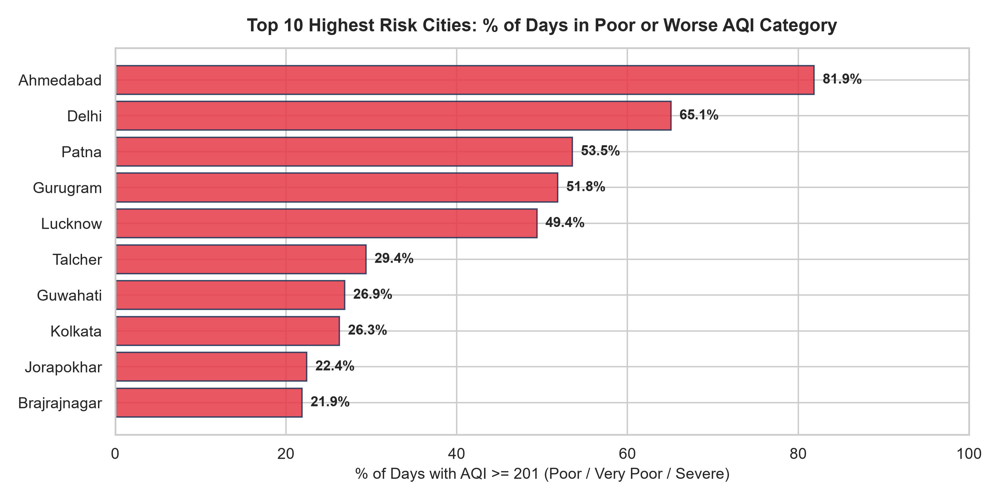 Top 10 Highest Risk Cities: % of Days in Poor or Worse AQI Category
Ahmedabad 81.9%
Delhi 65.1%
Patna 53.5%
Gurugram 51.8%
Lucknow 49.4%
Talcher 29.4%
Guwahati 26.9%
Kolkata 26.3%
Jorapokhar 22.4%
Brajrajnagar 21.9%
0 20 40 60 80 100
% of Days with AQI >= 201 (Poor / Very Poor / Severe)